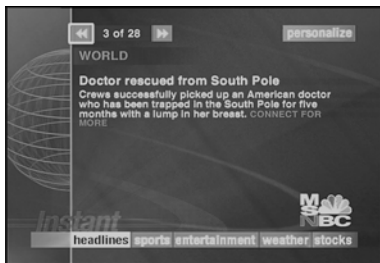 3 of 28
personalize
WORLD
Doctor rescued from South Pole
Crews successfully picked up an American doctor
who has been trapped in the South Pole for five
months with a lump in her breast. CONNECT FOR
MORE
MS
NBC
Instant
headlines sports entertainment weather stocks